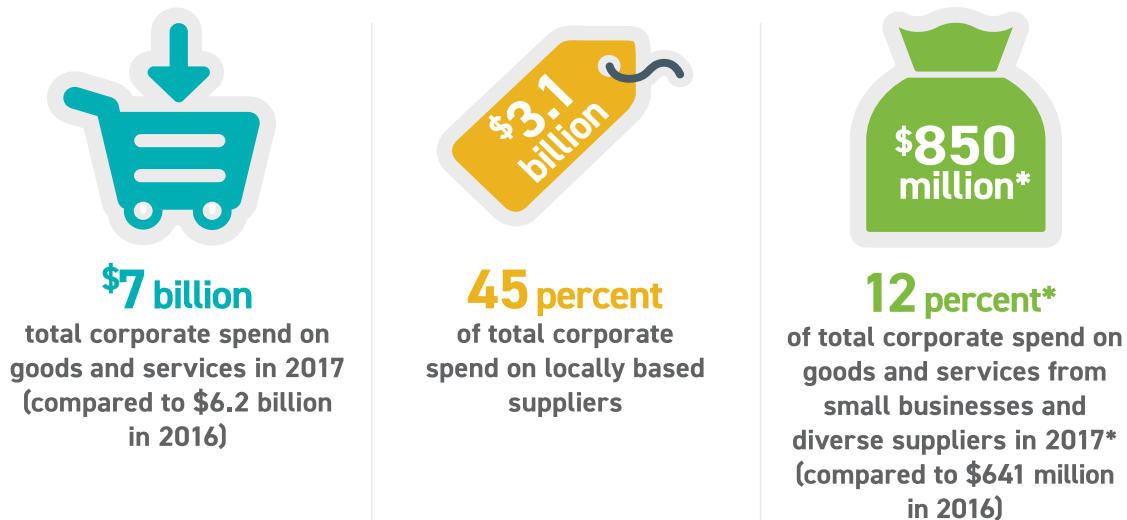 $7 billion
total corporate spend on
goods and services in 2017
(compared to $6.2 billion
in 2016)
$3.1
billion
45 percent
of total corporate
spend on locally based
suppliers
$850
million*
12 percent*
of total corporate spend on
goods and services from
small businesses and
diverse suppliers in 2017*
(compared to $641 million
in 2016)